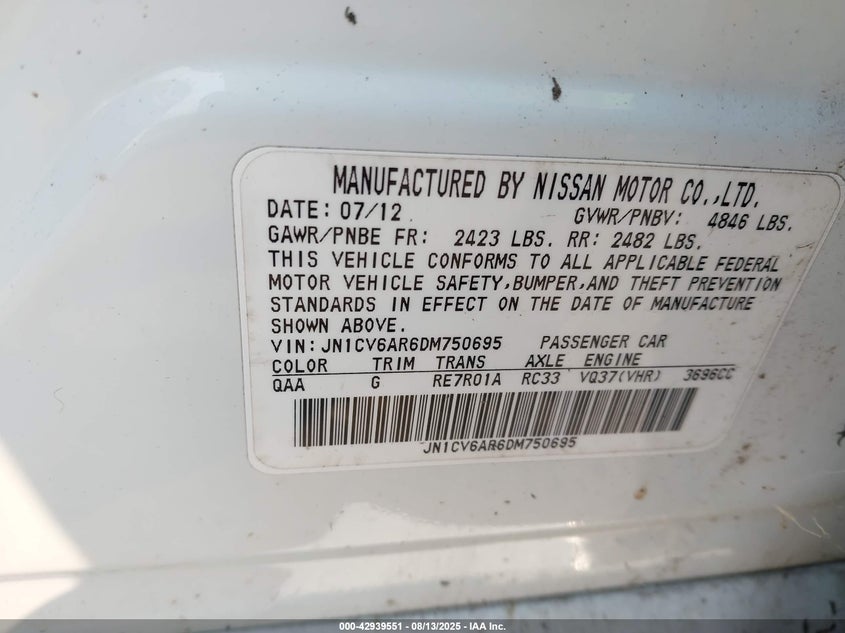 MANUFACTURED BY NISSAN MOTOR CO.,LTD.
DATE: 07/12 GVWR/PNBV: 4846 LBS.
GAWR/PNBE FR: 2423 LBS. RR: 2482 LBS.
THIS VEHICLE CONFORMS TO ALL APPLICABLE FEDERAL
MOTOR VEHICLE SAFETY,BUMPER,AND THEFT PREVENTION
STANDARDS IN EFFECT ON THE DATE OF MANUFACTURE
SHOWN ABOVE.
VIN: JN1CV6AR6DM750695 PASSENGER CAR
COLOR TRIM TRANS AXLE ENGINE
QAA G RE7R01A RC33 VQ37(VHR) 3696CC
JN1CV6AR6DM750695
000-42939551 - 08/13/2025 - IAA Inc.